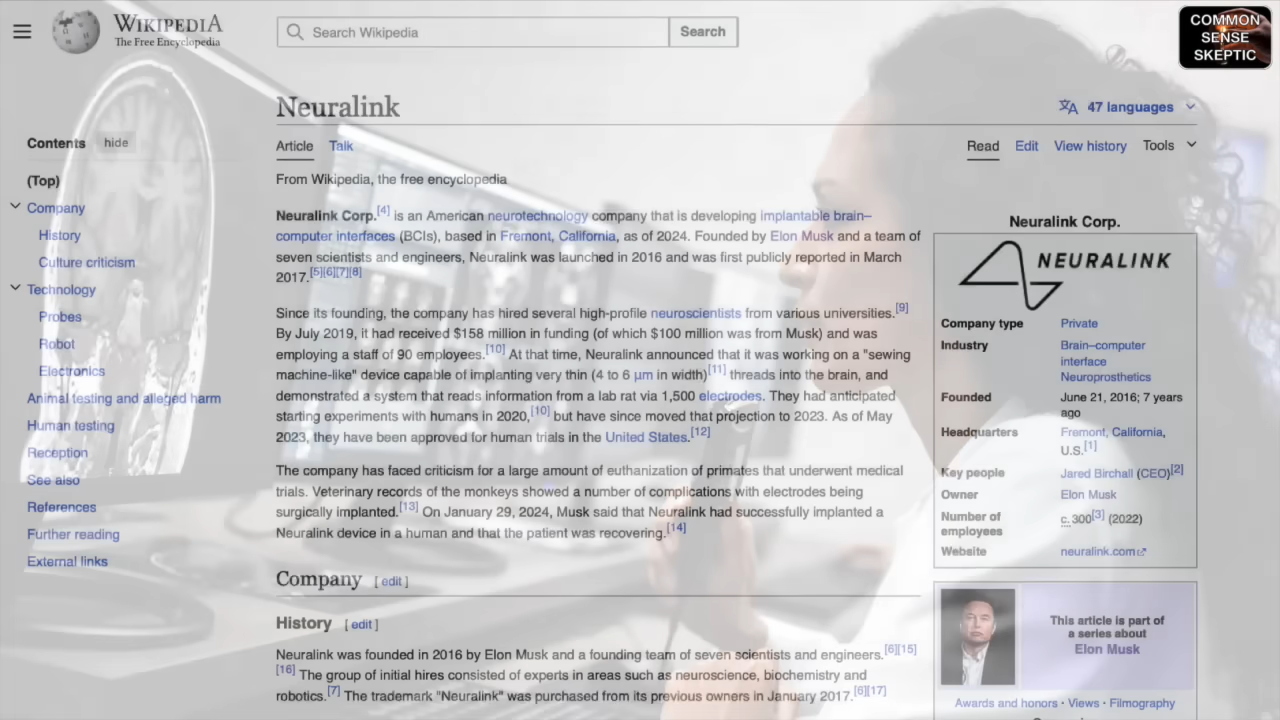 WIKIPEDIA
The Free Encyclopedia
Search Wikipedia
Search
COMMON
SENSE
SKEPTIC
Neuralink
47 languages
Contents hide
Article Talk
Read Edit View history Tools
(Top)
Company
History
Culture criticism
Technology
Probes
Robot
Electronics
Animal testing and alleged harm
Human testing
Reception
See also
References
Further reading
External links
From Wikipedia, the free encyclopedia
Neuralink Corp.[4] is an American neurotechnology company that is developing implantable brain–
computer interfaces (BCIs), based in Fremont, California, as of 2024. Founded by Elon Musk and a team of
seven scientists and engineers, Neuralink was launched in 2016 and was first publicly reported in March
2017.[5][6][7][8]
Since its founding, the company has hired several high-profile neuroscientists from various universities.[9]
By July 2019, it had received $158 million in funding (of which $100 million was from Musk) and was
employing a staff of 90 employees.[10] At that time, Neuralink announced that it was working on a "sewing
machine-like" device capable of implanting very thin (4 to 6 μm in width)[11] threads into the brain, and
demonstrated a system that reads information from a lab rat via 1,500 electrodes. They had anticipated
starting experiments with humans in 2020,[10] but have since moved that projection to 2023. As of May
2023, they have been approved for human trials in the United States.[12]
The company has faced criticism for a large amount of euthanization of primates that underwent medical
trials. Veterinary records of the monkeys showed a number of complications with electrodes being
surgically implanted.[13] On January 29, 2024, Musk said that Neuralink had successfully implanted a
Neuralink device in a human and that the patient was recovering.[14]
Company [ edit ]
History [ edit ]
Neuralink was founded in 2016 by Elon Musk and a founding team of seven scientists and engineers.[6][15]
[16] The group of initial hires consisted of experts in areas such as neuroscience, biochemistry and
robotics.[7] The trademark "Neuralink" was purchased from its previous owners in January 2017.[6][17]
Neuralink Corp.
NEURALINK
Company type Private
Industry Brain–computer
interface
Neuroprosthetics
Founded June 21, 2016; 7 years
ago
Headquarters Fremont, California,
U.S.[1]
Key people Jared Birchall (CEO)[2]
Owner Elon Musk
Number of
employees c. 300[3] (2022)
Website neuralink.com
This article is part of
a series about
Elon Musk
Awards and honors · Views · Filmography